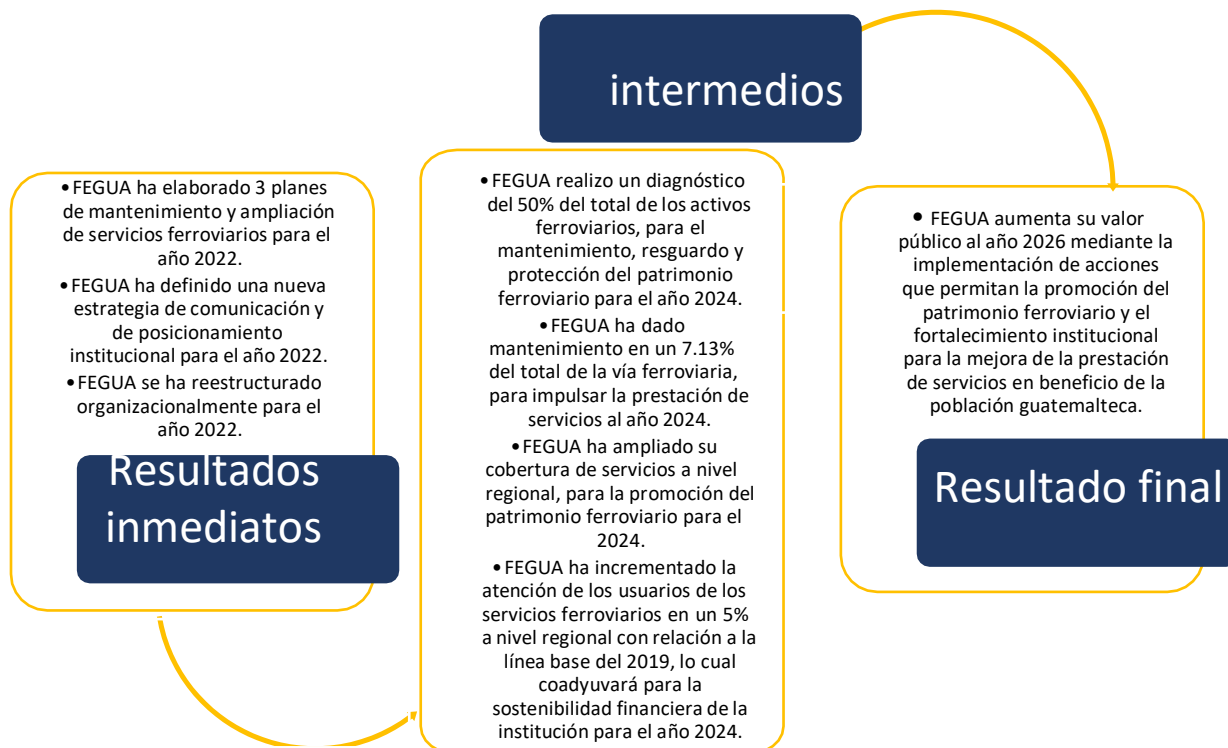 • FEGUA ha elaborado 3 planes
de mantenimiento y ampliación
de servicios ferroviarios para el
año 2022.
• FEGUA ha definido una nueva
estrategia de comunicación y
de posicionamiento
institucional para el año 2022.
• FEGUA se ha reestructurado
organizacionalmente para el
año 2022.
Resultados
inmediatos
intermedios
• FEGUA realizo un diagnóstico
del 50% del total de los activos
ferroviarios, para el
mantenimiento, resguardo y
protección del patrimonio
ferroviario para el año 2024.
• FEGUA ha dado
mantenimiento en un 7.13%
del total de la vía ferroviaria,
para impulsar la prestación de
servicios al año 2024.
• FEGUA ha ampliado su
cobertura de servicios a nivel
regional, para la promoción del
patrimonio ferroviario para el
2024.
• FEGUA ha incrementado la
atención de los usuarios de los
servicios ferroviarios en un 5%
a nivel regional con relación a la
línea base del 2019, lo cual
coadyuvará para la
sostenibilidad financiera de la
institución para el año 2024.
• FEGUA aumenta su valor
público al año 2026 mediante la
implementación de acciones
que permitan la promoción del
patrimonio ferroviario y el
fortalecimiento institucional
para la mejora de la prestación
de servicios en beneficio de la
población guatemalteca.
Resultado final